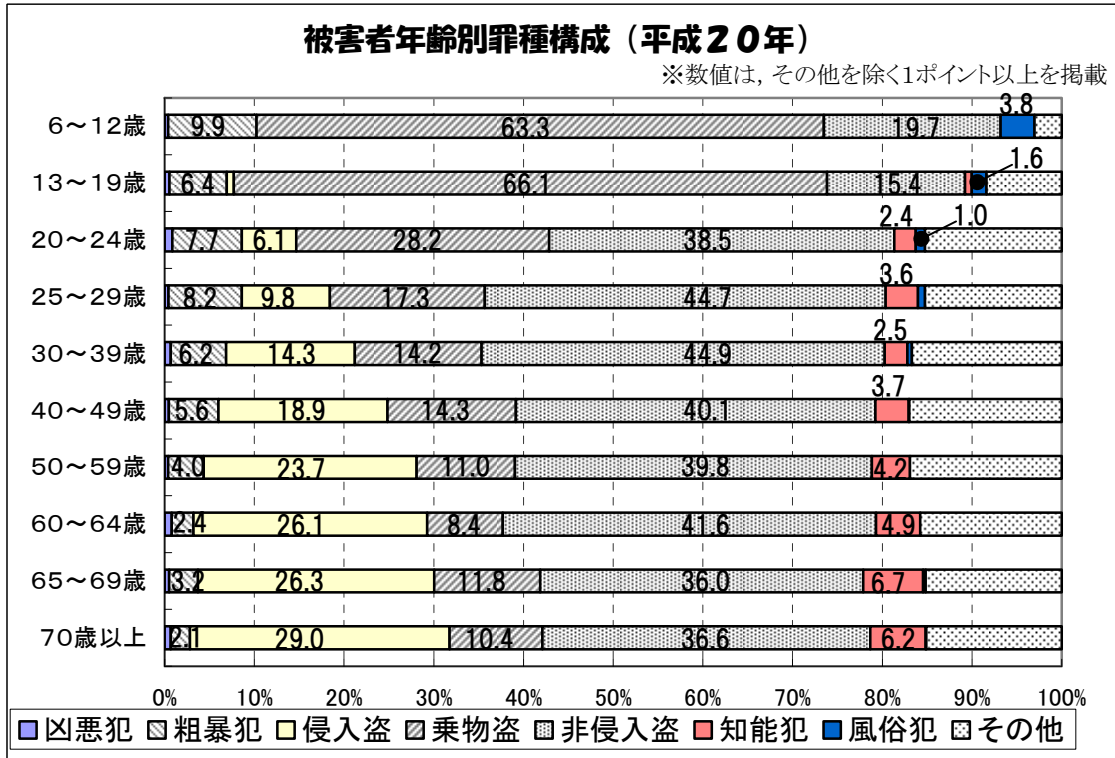 被害者年齢別罪種構成（平成２０年）
※数値は，その他を除く1ポイント以上を掲載
3.8
６～１２歳 9.9 63.3 19.7
1.6
１３～１９歳 6.4 66.1 15.4
2.4 1.0
２０～２４歳 7.7 6.1 28.2 38.5
3.6
２５～２９歳 8.2 9.8 17.3 44.7
2.5
３０～３９歳 6.2 14.3 14.2 44.9
3.7
４０～４９歳 5.6 18.9 14.3 40.1
５０～５９歳 4.0 23.7 11.0 39.8 4.2
６０～６４歳 2.4 26.1 8.4 41.6 4.9
６５～６９歳 3.2 26.3 11.8 36.0 6.7
７０歳以上 2.1 29.0 10.4 36.6 6.2
0% 10% 20% 30% 40% 50% 60% 70% 80% 90% 100%
凶悪犯 粗暴犯 侵入盗 乗物盗 非侵入盗 知能犯 風俗犯 その他